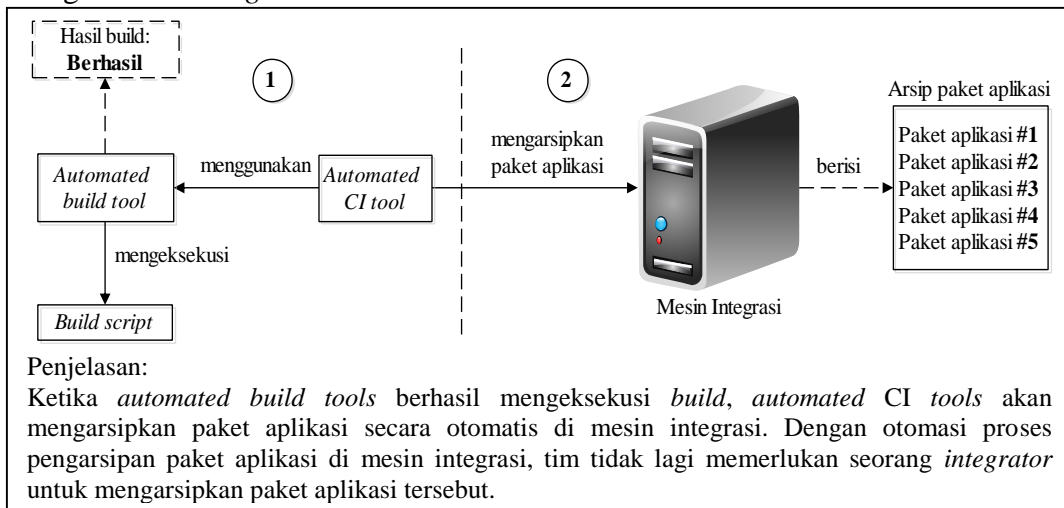 Hasil build:
Berhasil
1
2
Arsip paket aplikasi
mengarsipkan
paket aplikasi
Paket aplikasi #1
Paket aplikasi #2
Paket aplikasi #3
Paket aplikasi #4
Paket aplikasi #5
Automated
build tool
menggunakan
Automated
CI tool
berisi
mengeksekusi
Build script
Mesin Integrasi
Penjelasan:
Ketika automated build tools berhasil mengeksekusi build, automated CI tools akan
mengarsipkan paket aplikasi secara otomatis di mesin integrasi. Dengan otomasi proses
pengarsipan paket aplikasi di mesin integrasi, tim tidak lagi memerlukan seorang integrator
untuk mengarsipkan paket aplikasi tersebut.